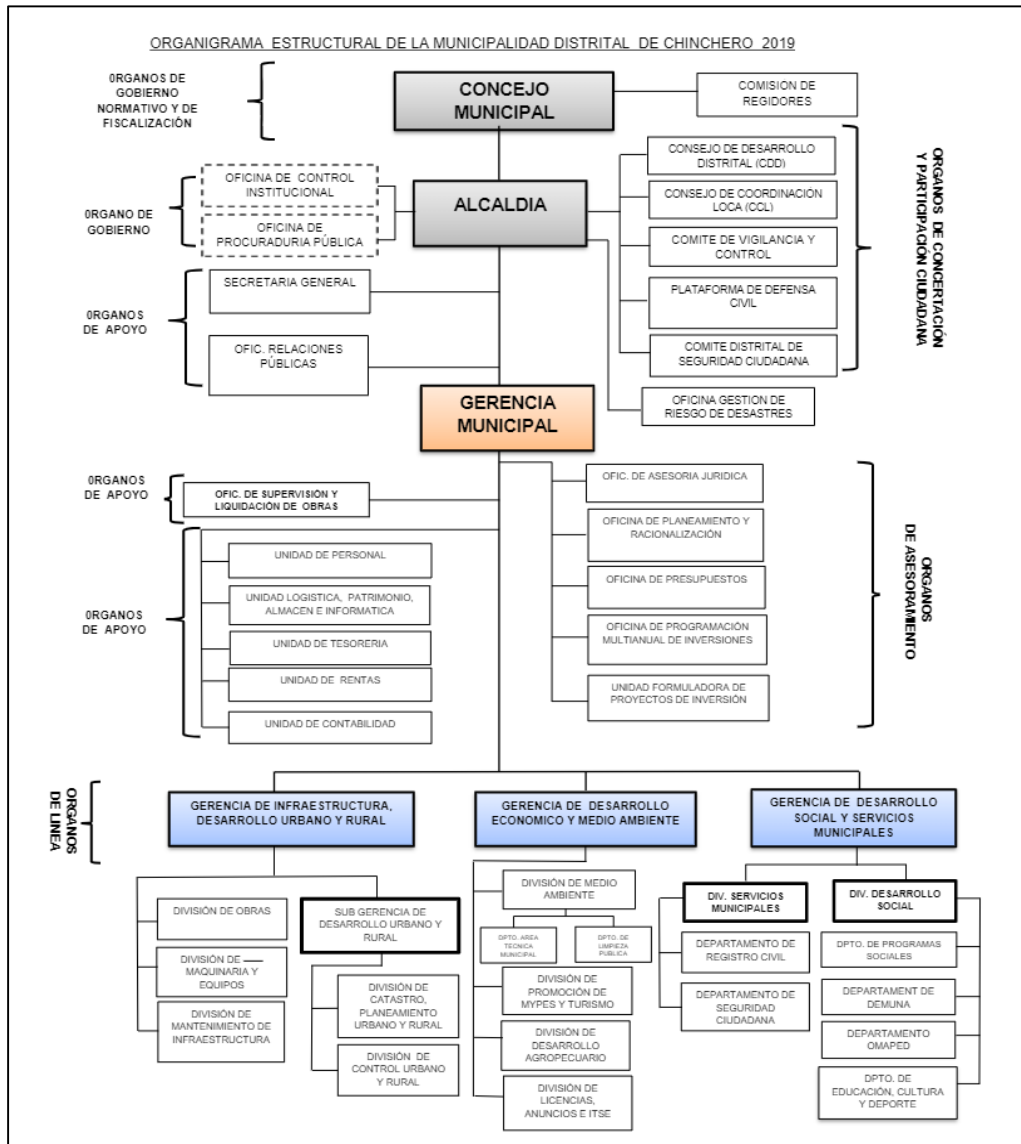 ORGANIGRAMA ESTRUCTURAL DE LA MUNICIPALIDAD DISTRITAL DE CHINCHERO 2019
0RGANOS DE
GOBIERNO
NORMATIVO Y DE
FISCALIZACIÓN
CONCEJO
MUNICIPAL
COMISION DE
REGIDORES
0RGANO DE
GOBIERNO
OFICINA DE CONTROL
INSTITUCIONAL
OFICINA DE
PROCURADURIA PÚBLICA
ALCALDIA
CONSEJO DE DESARROLLO
DISTRITAL (CDD)
CONSEJO DE COORDINACIÓN
LOCA (CCL)
COMITE DE VIGILANCIA Y
CONTROL
PLATAFORMA DE DEFENSA
CIVIL
COMITE DISTRITAL DE
SEGURIDAD CIUDADANA
ORGANOS DE CONCERTACIÓN
Y PARTICIPACIÓN CIUDADANA
0RGANOS
DE APOYO
SECRETARIA GENERAL
OFIC. RELACIONES
PÚBLICAS
OFICINA GESTION DE
RIESGO DE DESASTRES
GERENCIA
MUNICIPAL
0RGANOS
DE APOYO
OFIC. DE SUPERVISIÓN Y
LIQUIDACIÓN DE OBRAS
0RGANOS
DE APOYO
UNIDAD DE PERSONAL
UNIDAD LOGISTICA, PATRIMONIO,
ALMACEN E INFORMATICA
UNIDAD DE TESORERIA
UNIDAD DE RENTAS
UNIDAD DE CONTABILIDAD
OFIC. DE ASESORIA JURIDICA
OFICINA DE PLANEAMIENTO Y
RACIONALIZACIÓN
OFICINA DE PRESUPUESTOS
OFICINA DE PROGRAMACIÓN
MULTIANUAL DE INVERSIONES
UNIDAD FORMULADORA DE
PROYECTOS DE INVERSIÓN
ORGANOS
DE ASESORAMIENTO
ORGANOS
DE LINEA
GERENCIA DE INFRAESTRUCTURA,
DESARROLLO URBANO Y RURAL
GERENCIA DE DESARROLLO
ECONOMICO Y MEDIO AMBIENTE
GERENCIA DE DESARROLLO
SOCIAL Y SERVICIOS
MUNICIPALES
DIVISIÓN DE OBRAS
DIVISIÓN DE
MAQUINARIA Y
EQUIPOS
DIVISIÓN DE
MANTENIMIENTO DE
INFRAESTRUCTURA
SUB GERENCIA DE
DESARROLLO URBANO Y
RURAL
DIVISIÓN DE
CATASTRO,
PLANEAMIENTO
URBANO Y RURAL
DIVISIÓN DE
CONTROL URBANO
Y RURAL
DIVISIÓN DE MEDIO
AMBIENTE
DPTO. AREA
TECNICA
MUNICIPAL
DPTO. DE
LIMPIEZA
PUBLICA
DIVISIÓN DE
PROMOCIÓN DE
MYPES Y TURISMO
DIVISIÓN DE
DESARROLLO
AGROPECUARIO
DIVISIÓN DE
LICENCIAS,
ANUNCIOS E ITSE
DIV. SERVICIOS
MUNICIPALES
DEPARTAMENTO DE
REGISTRO CIVIL
DEPARTAMENTO DE
SEGURIDAD
CIUDADANA
DIV. DESARROLLO
SOCIAL
DPTO. DE PROGRAMAS
SOCIALES
DEPARTAMENT DE
DEMUNA
DEPARTAMENTO
OMAPED
DPTO. DE
EDUCACIÓN, CULTURA
Y DEPORTE